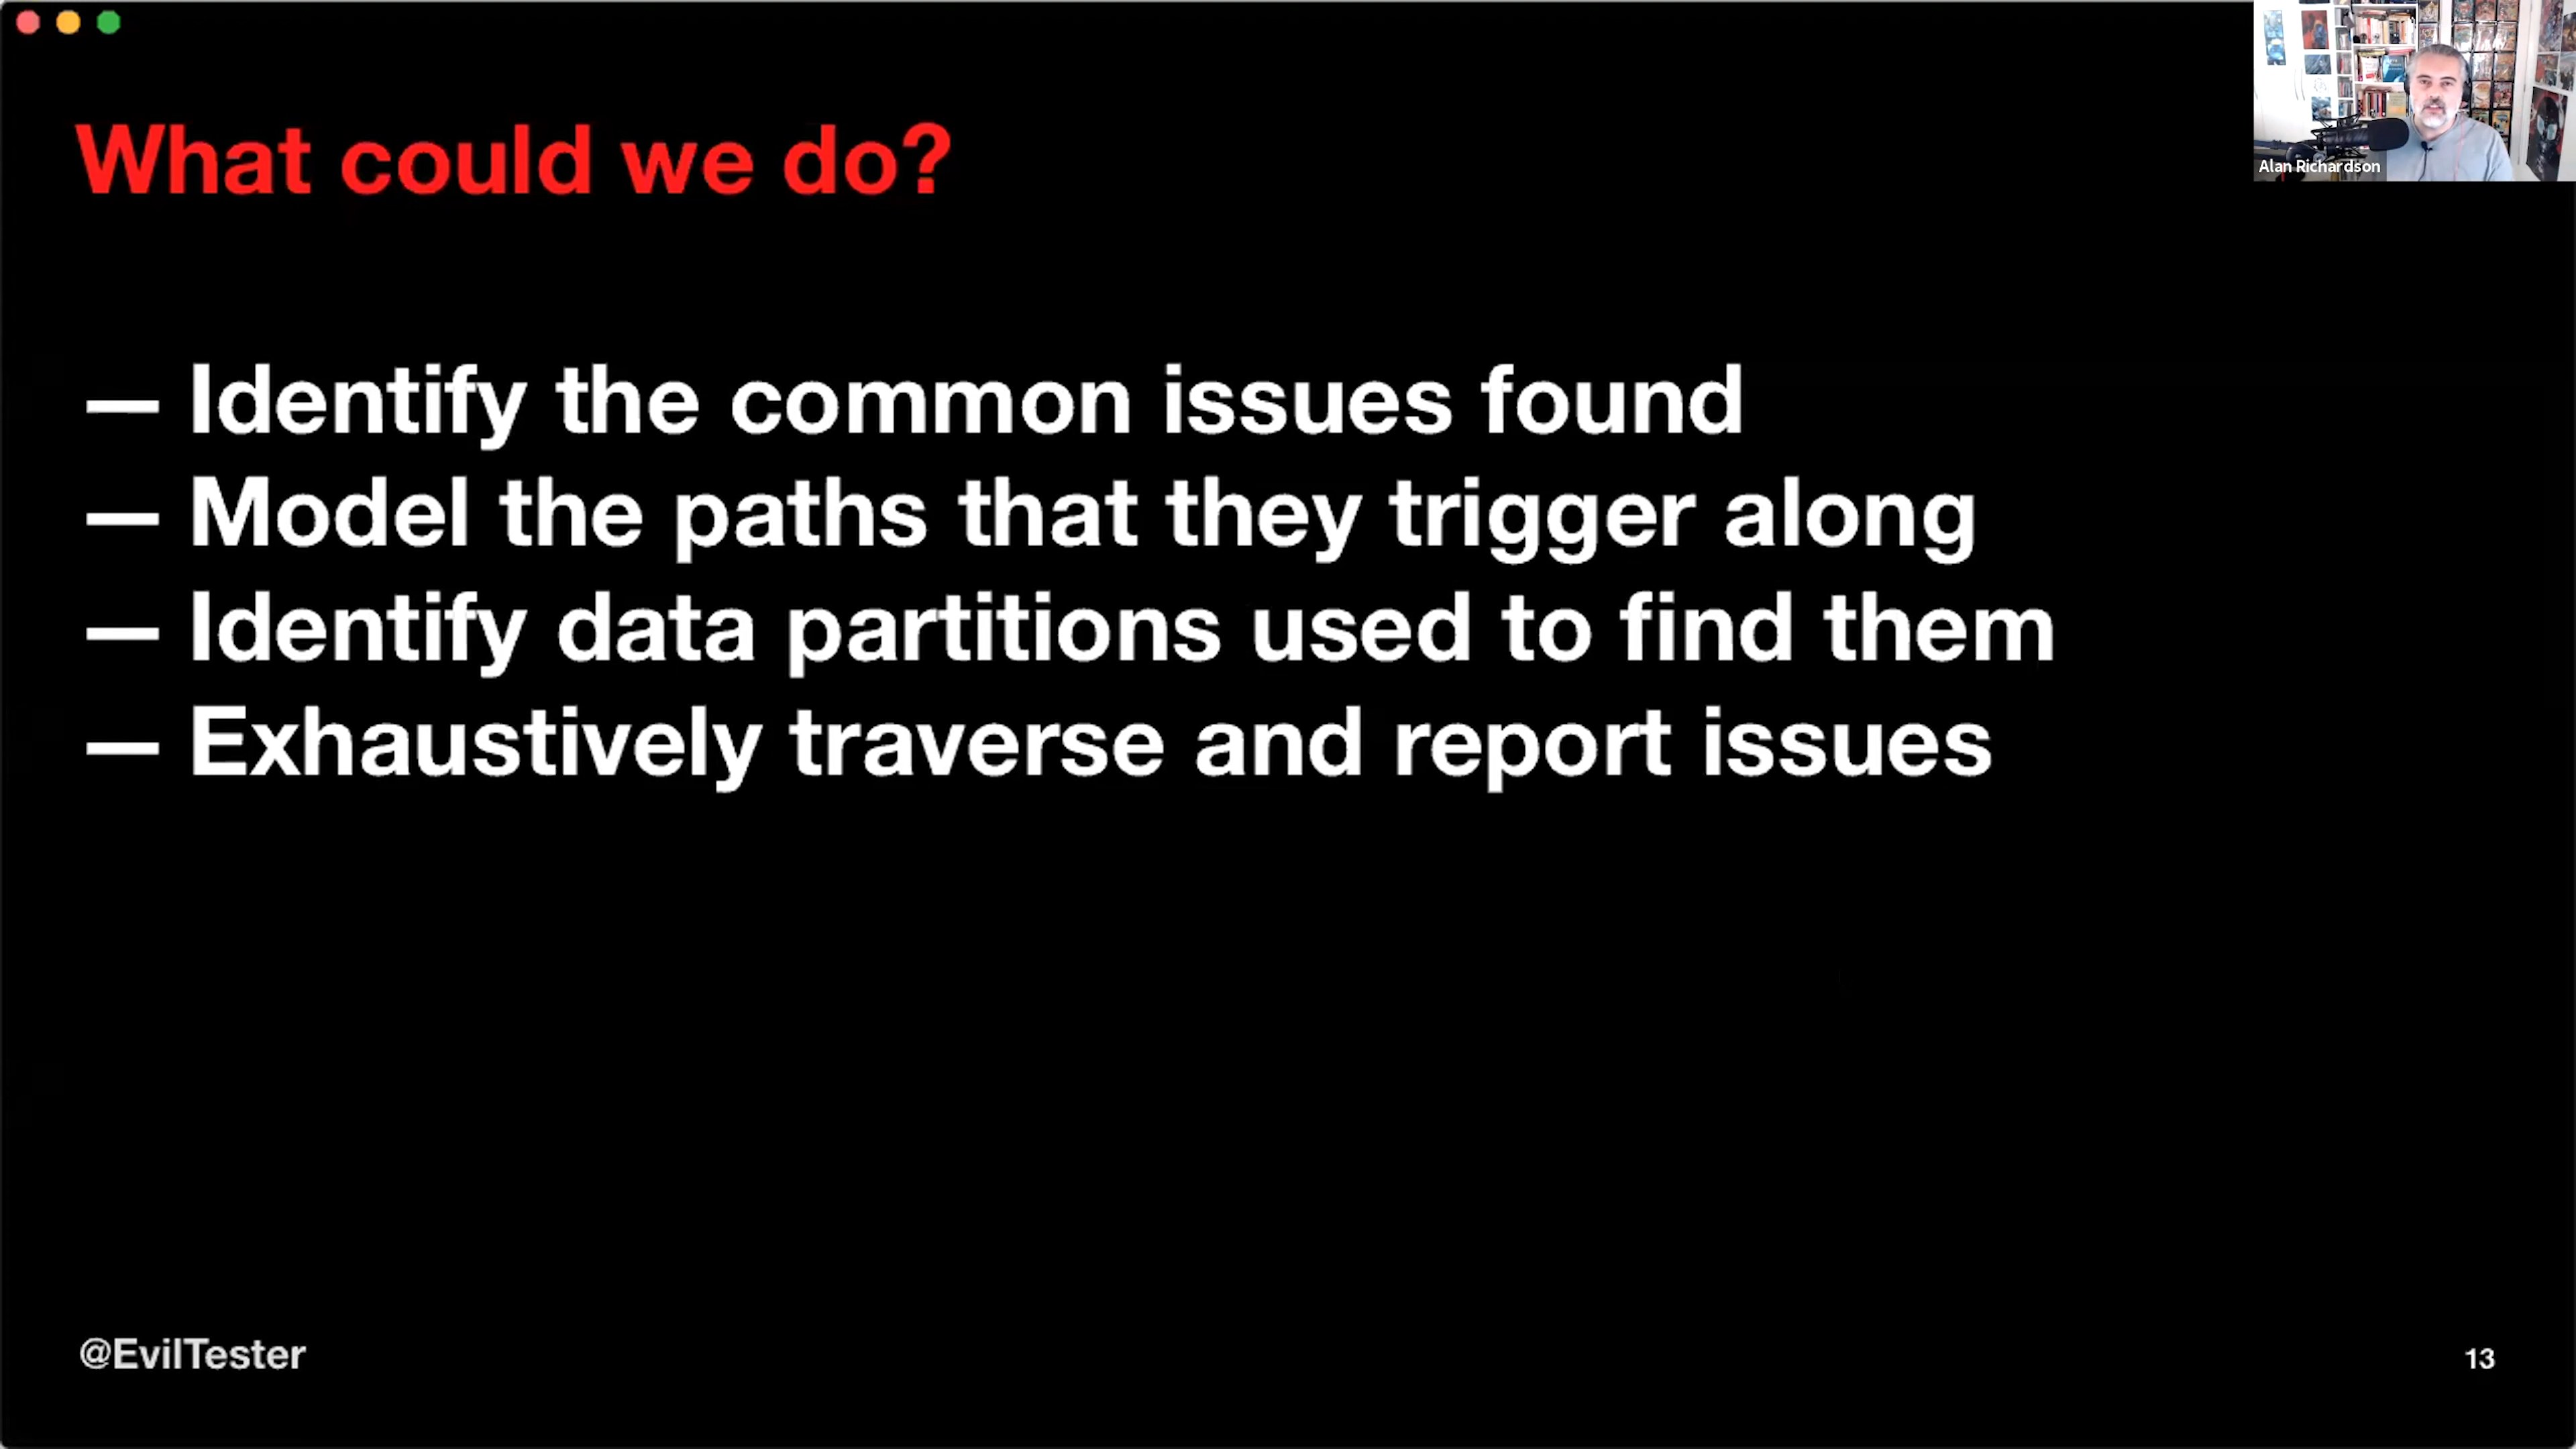 What could we do?
Alan Richardson
— Identify the common issues found
— Model the paths that they trigger along
— Identify data partitions used to find them
— Exhaustively traverse and report issues
@EvilTester
13